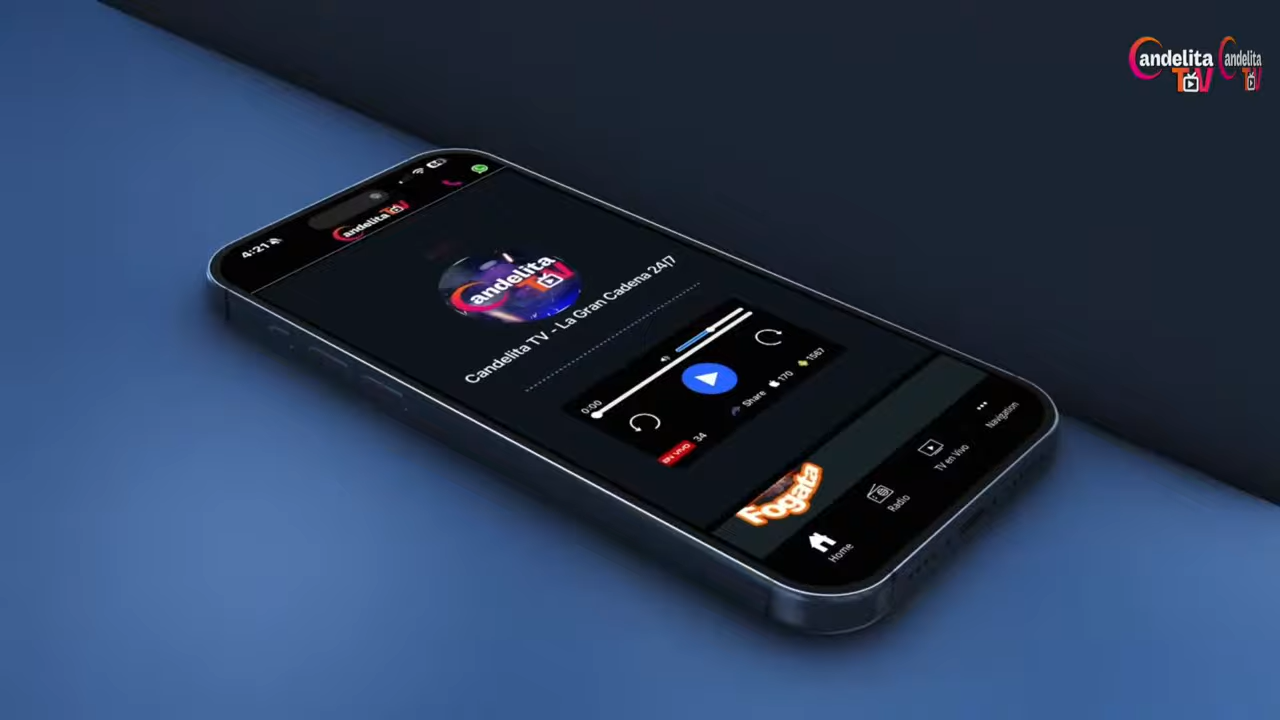 Candelita
TV
Candelita
TV
4:21
Candelita TV
Candelita
TV
Candelita TV - La Gran Cadena 24/7
0:00
EN VIVO
34
Share
170
1567
Fogata
Home
Radio
TV en Vivo
Navigation